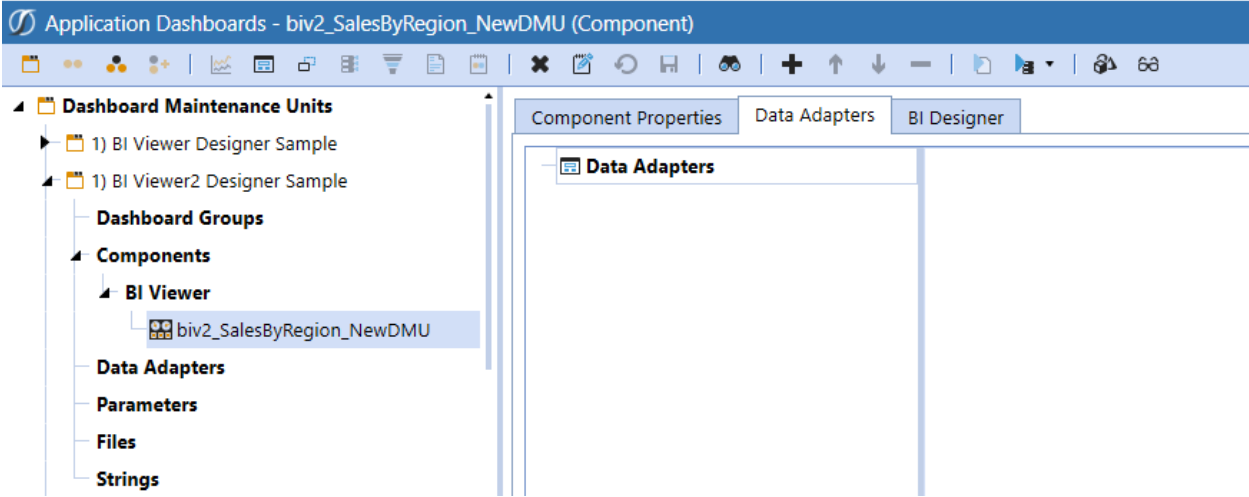 Application Dashboards - biv2_SalesByRegion_NewDMU (Component)
Dashboard Maintenance Units
1) BI Viewer Designer Sample
1) BI Viewer2 Designer Sample
Dashboard Groups
Components
BI Viewer
biv2_SalesByRegion_NewDMU
Data Adapters
Parameters
Files
Strings
Component Properties
Data Adapters
BI Designer
Data Adapters